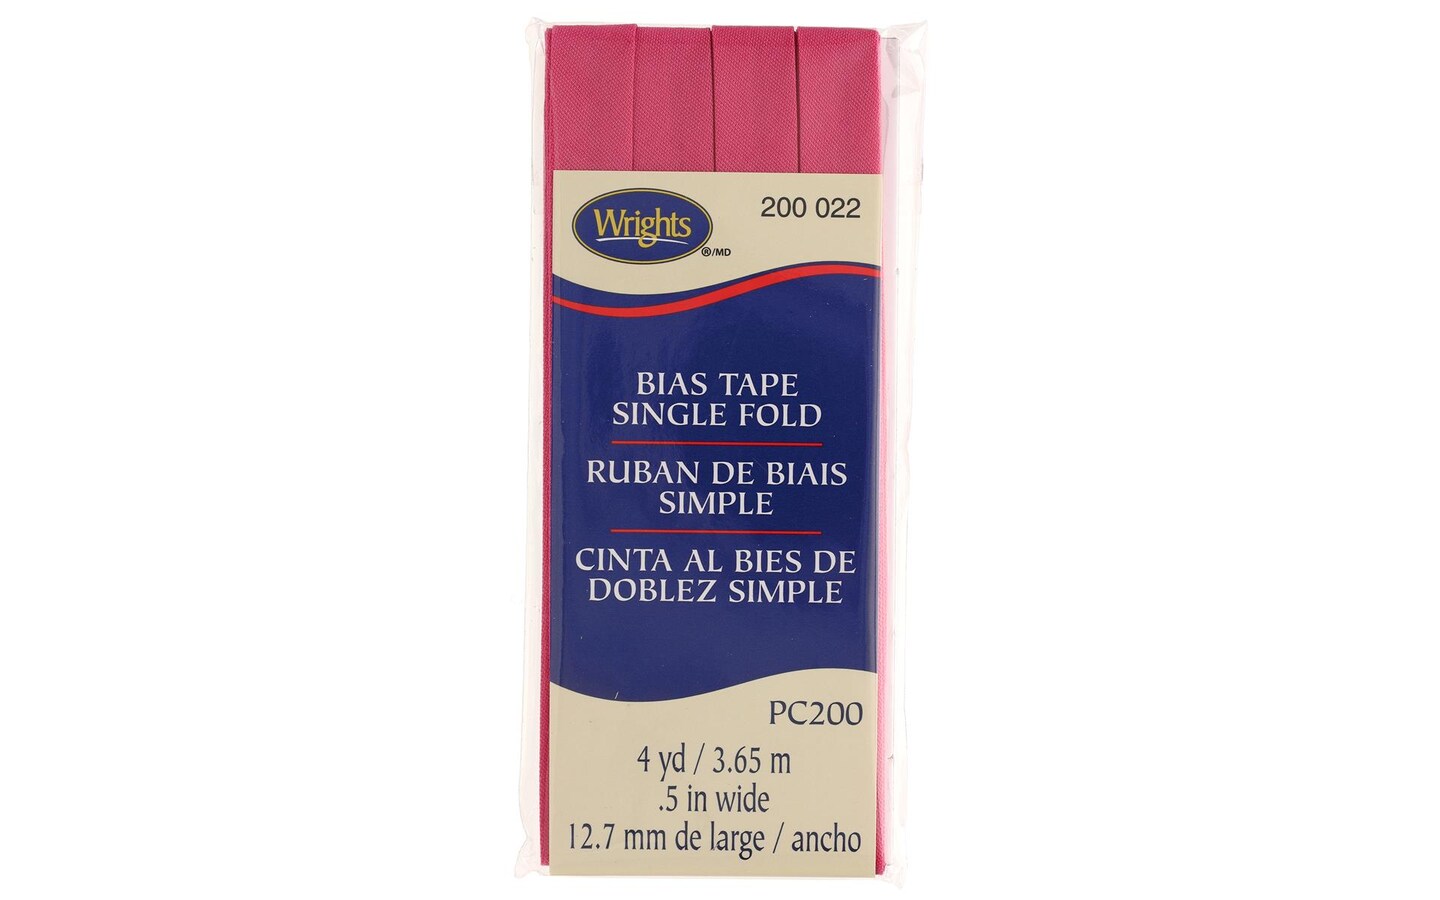 Wrights
®/MD
200 022
BIAS TAPE
SINGLE FOLD
RUBAN DE BIAIS
SIMPLE
CINTA AL BIES DE
DOBLEZ SIMPLE
PC200
4 yd / 3.65 m
.5 in wide
12.7 mm de large / ancho